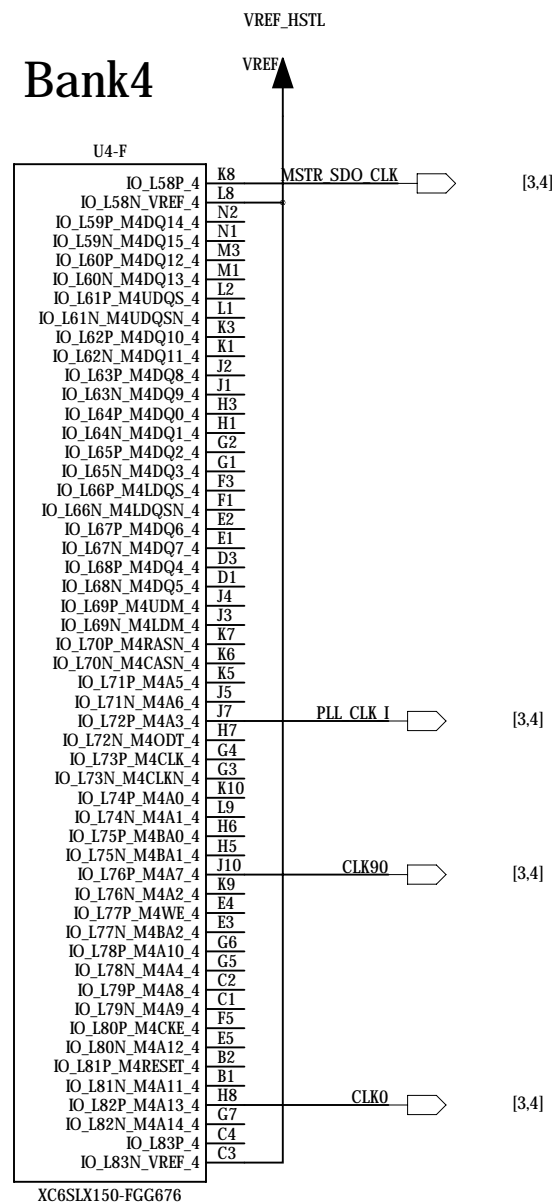 VREF_HSTL
VREF
Bank4
U4-F
IO_L58P_4 K8 MSTR_SDO_CLK [3,4]
IO_L58N_VREF_4 L8
IO_L59P_M4DQ14_4 N2
IO_L59N_M4DQ15_4 N1
IO_L60P_M4DQ12_4 M3
IO_L60N_M4DQ13_4 M1
IO_L61P_M4UDQS_4 L2
IO_L61N_M4UDQSN_4 L1
IO_L62P_M4DQ10_4 K3
IO_L62N_M4DQ11_4 K1
IO_L63P_M4DQ8_4 J2
IO_L63N_M4DQ9_4 J1
IO_L64P_M4DQ0_4 H3
IO_L64N_M4DQ1_4 H1
IO_L65P_M4DQ2_4 G2
IO_L65N_M4DQ3_4 G1
IO_L66P_M4LDQS_4 F3
IO_L66N_M4LDQSN_4 F1
IO_L67P_M4DQ6_4 E2
IO_L67N_M4DQ7_4 E1
IO_L68P_M4DQ4_4 D3
IO_L68N_M4DQ5_4 D1
IO_L69P_M4UDM_4 J4
IO_L69N_M4LDM_4 J3
IO_L70P_M4RASN_4 K7
IO_L70N_M4CASN_4 K6
IO_L71P_M4A5_4 K5
IO_L71N_M4A6_4 J5
IO_L72P_M4A3_4 J7 PLL_CLK_I [3,4]
IO_L72N_M4ODT_4 H7
IO_L73P_M4CLK_4 G4
IO_L73N_M4CLKN_4 G3
IO_L74P_M4A0_4 K10
IO_L74N_M4A1_4 L9
IO_L75P_M4BA0_4 H6
IO_L75N_M4BA1_4 H5
IO_L76P_M4A7_4 J10 CLK90 [3,4]
IO_L76N_M4A2_4 K9
IO_L77P_M4WE_4 E4
IO_L77N_M4BA2_4 E3
IO_L78P_M4A10_4 G6
IO_L78N_M4A4_4 G5
IO_L79P_M4A8_4 C2
IO_L79N_M4A9_4 C1
IO_L80P_M4CKE_4 F5
IO_L80N_M4A12_4 E5
IO_L81P_M4RESET_4 B2
IO_L81N_M4A11_4 B1
IO_L82P_M4A13_4 H8 CLK0 [3,4]
IO_L82N_M4A14_4 G7
IO_L83P_4 C4
IO_L83N_VREF_4 C3
XC6SLX150-FGG676